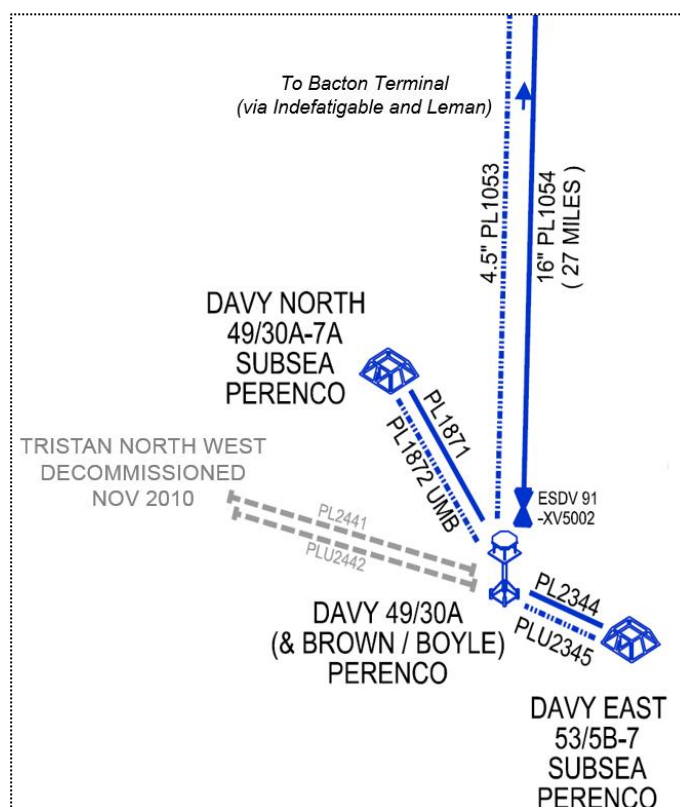 To Bacton Terminal
(via Indefatigable and Leman)
4.5" PL1053
16" PL1054
( 27 MILES )
DAVY NORTH
49/30A-7A
SUBSEA
PERENCO
PL1871
PL1872 UMB
TRISTAN NORTH WEST
DECOMMISSIONED
NOV 2010
PL2441
PLU2442
ESDV 91
-XV5002
DAVY 49/30A
(& BROWN / BOYLE)
PERENCO
PL2344
PLU2345
DAVY EAST
53/5B-7
SUBSEA
PERENCO